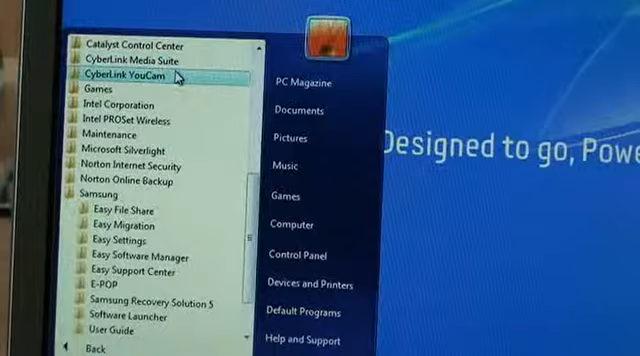 Catalyst Control Center
CyberLink Media Suite
CyberLink YouCam
Games
Intel Corporation
Intel PROSet Wireless
Maintenance
Microsoft Silverlight
Norton Internet Security
Norton Online Backup
Samsung
Easy File Share
Easy Migration
Easy Settings
Easy Software Manager
Easy Support Center
E-POP
Samsung Recovery Solution 5
Software Launcher
User Guide
Back
PC Magazine
Documents
Pictures
Music
Games
Computer
Control Panel
Devices and Printers
Default Programs
Help and Support
Designed to go, Powe